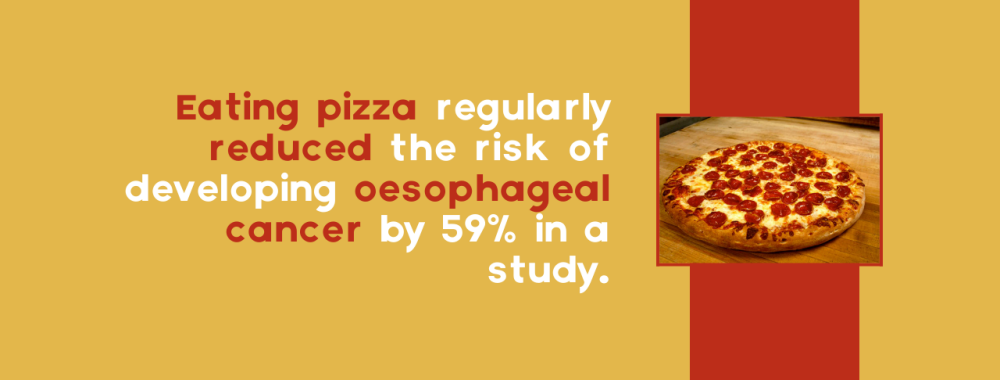 Eating pizza regularly
reduced the risk of
developing oesophageal
cancer by 59% in a
study.